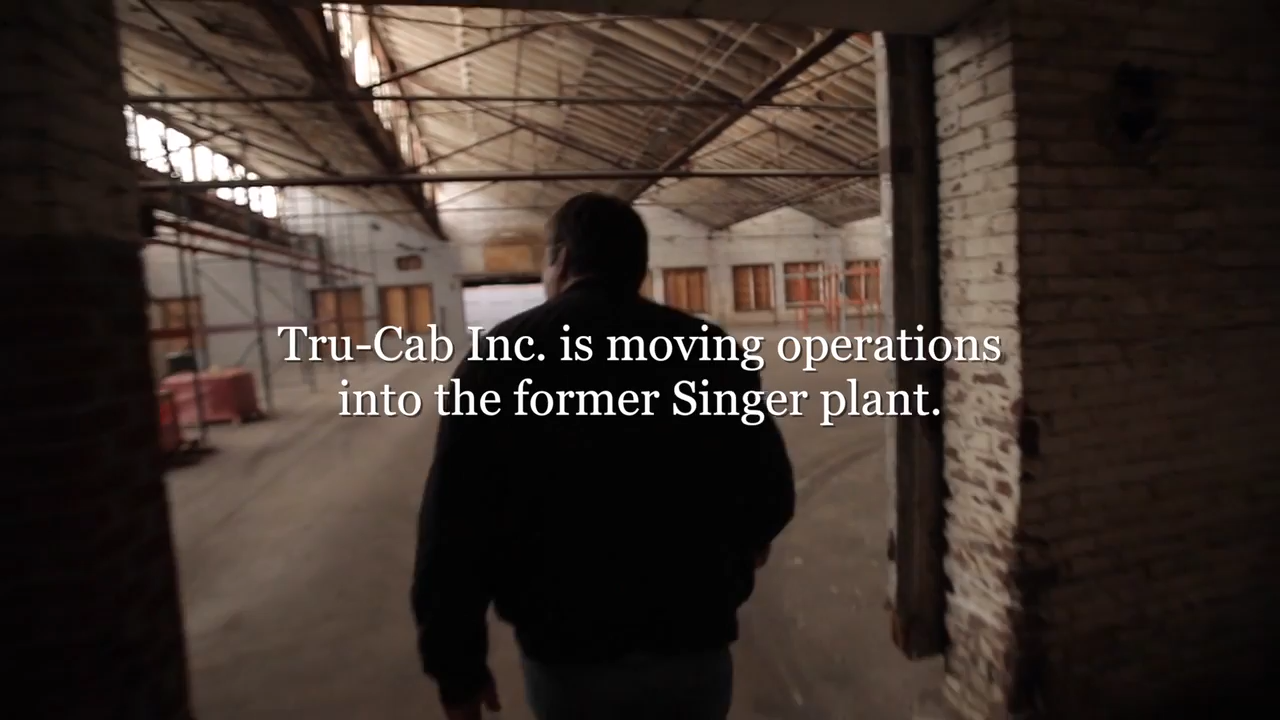 Tru-Cab Inc. is moving operations
into the former Singer plant.